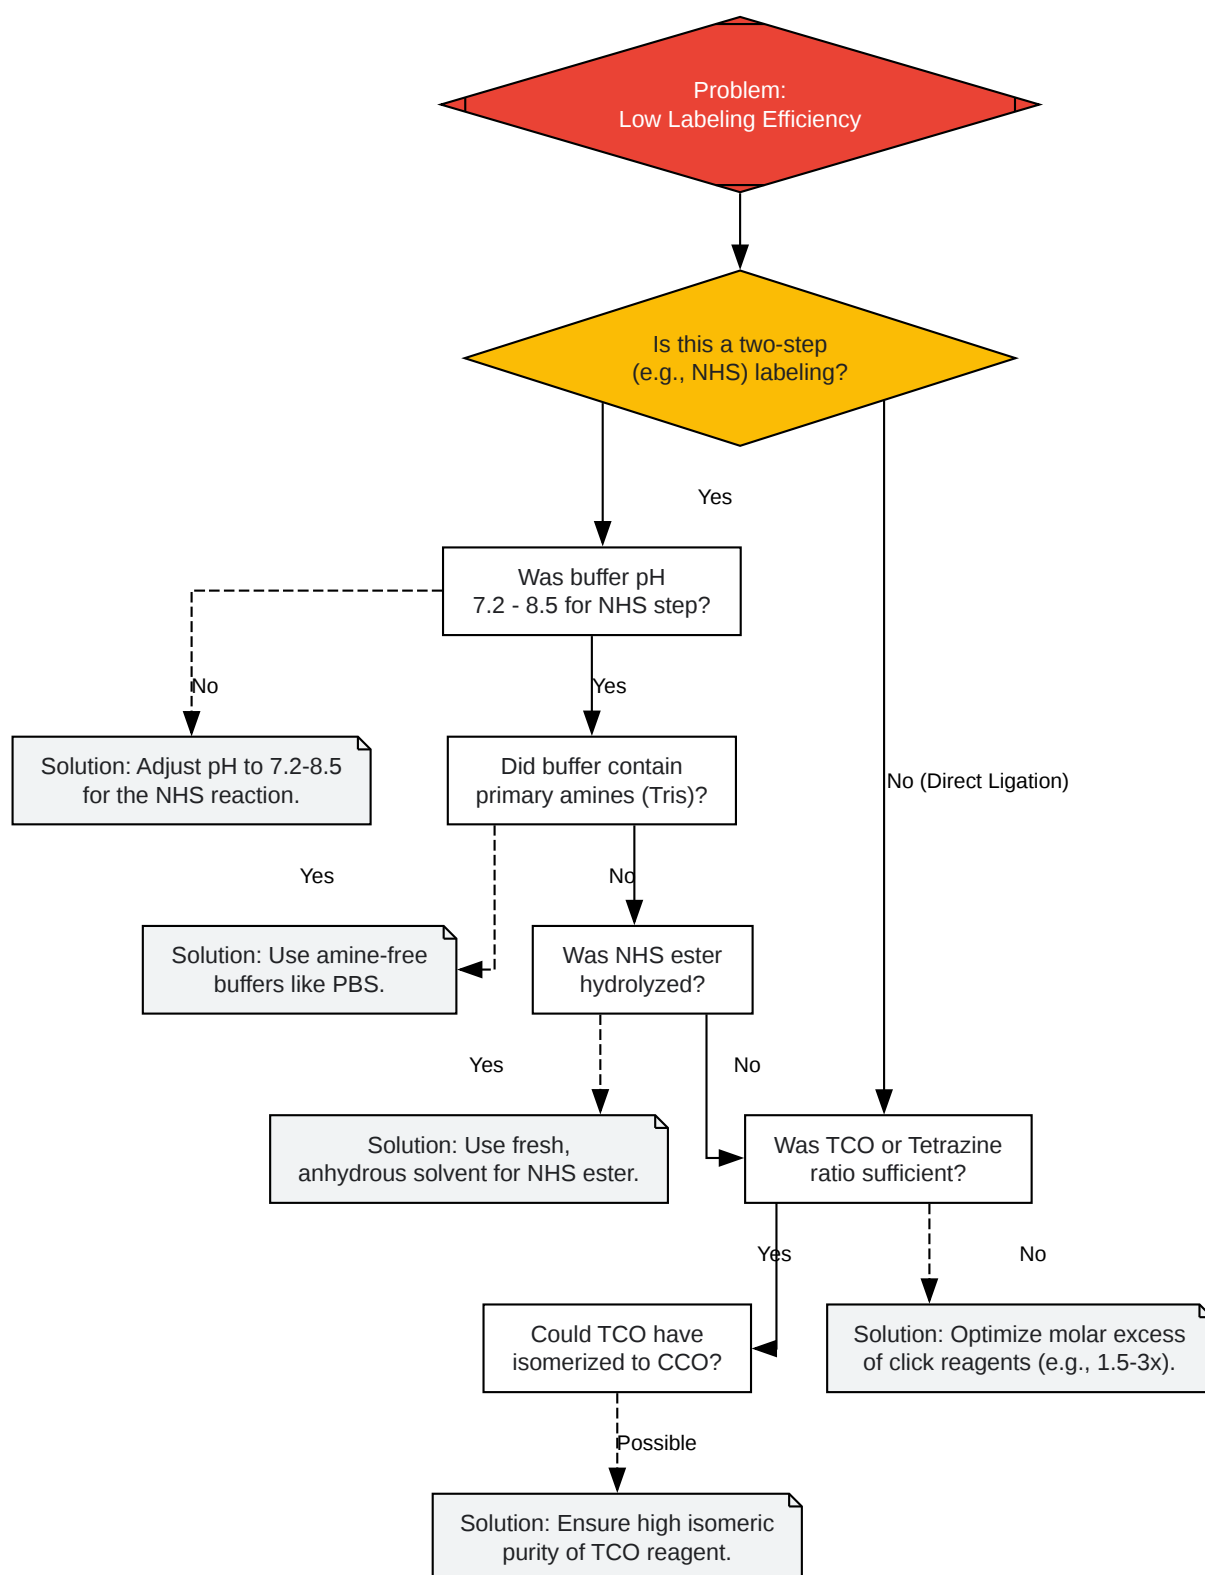 Problem:
Low Labeling Efficiency
Is this a two-step
(e.g., NHS) labeling?
Yes
Was buffer pH
7.2 - 8.5 for NHS step?
No
Yes
Solution: Adjust pH to 7.2-8.5
for the NHS reaction.
Did buffer contain
primary amines (Tris)?
No (Direct Ligation)
Yes
No
Solution: Use amine-free
buffers like PBS.
Was NHS ester
hydrolyzed?
Yes
No
Solution: Use fresh,
anhydrous solvent for NHS ester.
Was TCO or Tetrazine
ratio sufficient?
Yes
No
Could TCO have
isomerized to CCO?
Solution: Optimize molar excess
of click reagents (e.g., 1.5-3x).
Possible
Solution: Ensure high isomeric
purity of TCO reagent.